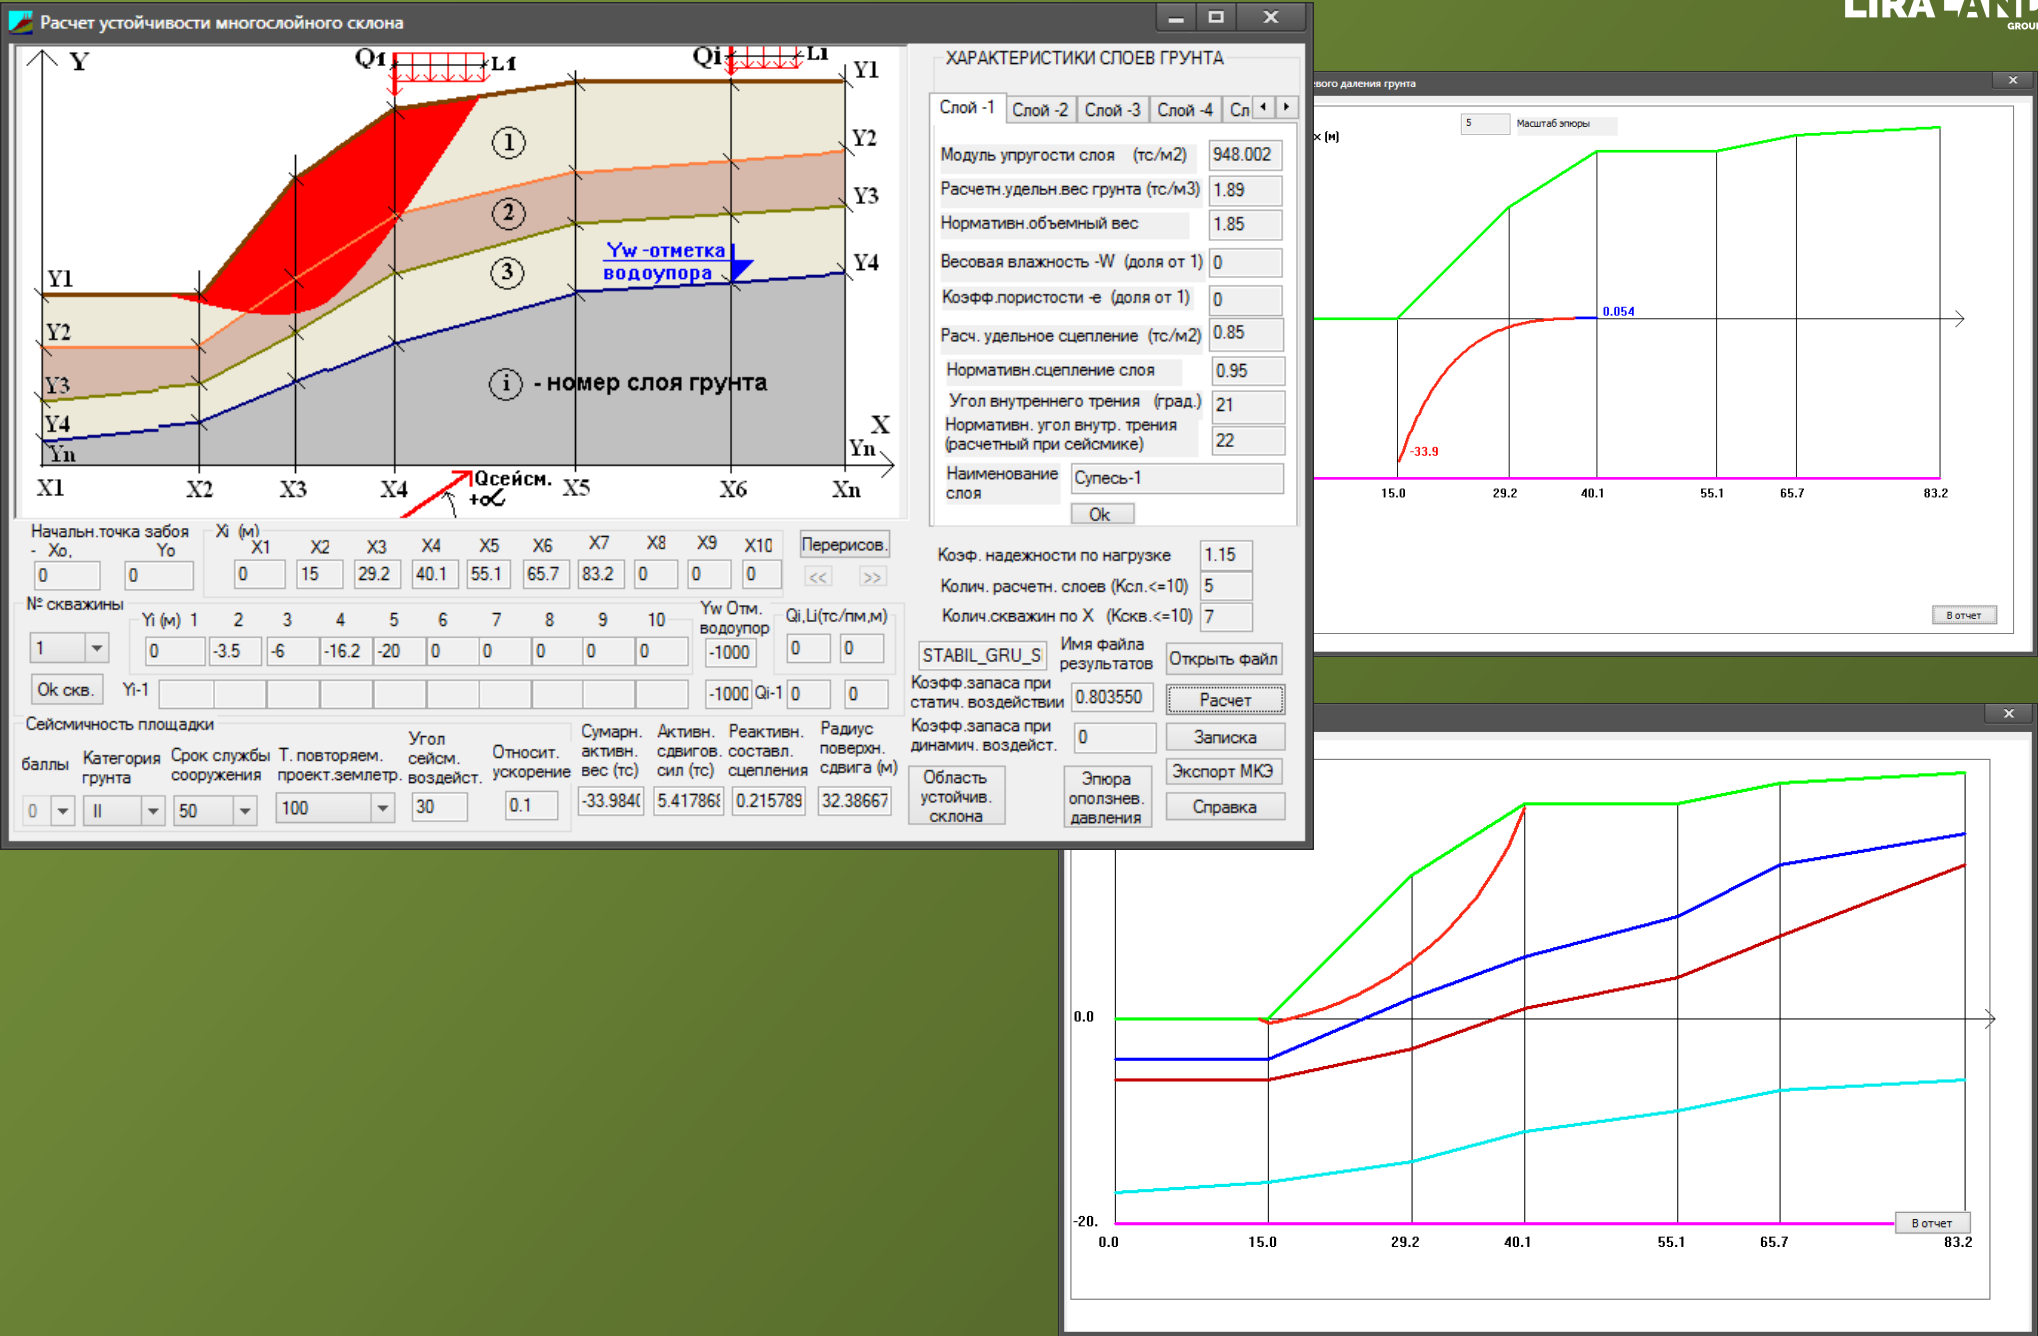 LIRA LAND
GROUP
Расчет устойчивости многослойного склона
Y
Q1
L1
Qi
Li
Y1
Y2
Y3
Y4
1
2
3
Yw -отметка
водоупора
i - номер слоя грунта
Y1
Y2
Y3
Y4
Yn
X
Yn
X1
X2
X3
X4
Qсейсм.
+α
X5
X6
Xn
ХАРАКТЕРИСТИКИ СЛОЕВ ГРУНТА
Слой -1 Слой -2 Слой -3 Слой -4 Сл
Модуль упругости слоя (тс/м2) 948.002
Расчетн.удельн.вес грунта (тс/м3) 1.89
Нормативн.объемный вес 1.85
Весовая влажность -W (доля от 1) 0
Коэфф.пористости -е (доля от 1) 0
Расч. удельное сцепление (тс/м2) 0.85
Нормативн.сцепление слоя 0.95
Угол внутреннего трения (град.) 21
Нормативн. угол внутр. трения
(расчетный при сейсмике) 22
Наименование
слоя Супесь-1
Ok
Начальн.точка забоя
- Xo, Yo
0 0
Xi (м)
X1 X2 X3 X4 X5 X6 X7 X8 X9 X10
0 15 29.2 40.1 55.1 65.7 83.2 0 0 0
Перерисов.
<< >>
№ скважины
1
Ok скв.
Yi (м) 1 2 3 4 5 6 7 8 9 10
0 -3.5 -6 -16.2 -20 0 0 0 0 0
Yi-1
Yw Отм.
водоупор
-1000
-1000
Qi,Li(тс/пм,м)
0 0
Qi-1 0 0
Коэф. надежности по нагрузке 1.15
Колич. расчетн. слоев (Ксл.<=10) 5
Колич.скважин по X (Кскв.<=10) 7
STABIL_GRU_S
Имя файла
результатов
Открыть файл
Коэфф.запаса при
статич. воздействии 0.803550
Расчет
Коэфф.запаса при
динамич. воздейст. 0
Записка
Область
устойчив.
склона
Эпюра
оползнев.
давления
Экспорт МКЭ
Справка
Сейсмичность площадки
баллы
0
Категория
грунта
II
Срок службы
сооружения
50
Т. повторяем.
проект.землетр.
100
Угол
сейсм.
воздейст.
30
Относит.
ускорение
0.1
Сумарн.
активн.
вес (тс)
-33.984
Активн.
сдвигов.
сил (тс)
5.41786
Реактивн.
составл.
сцепления
0.215789
Радиус
поверхн.
сдвига (м)
32.38667
евого даления грунта
x (м)
5 Масштаб эпюры
0.054
-33.9
15.0 29.2 40.1 55.1 65.7 83.2
В отчет
0.0
-20.
В отчет
0.0 15.0 29.2 40.1 55.1 65.7 83.2